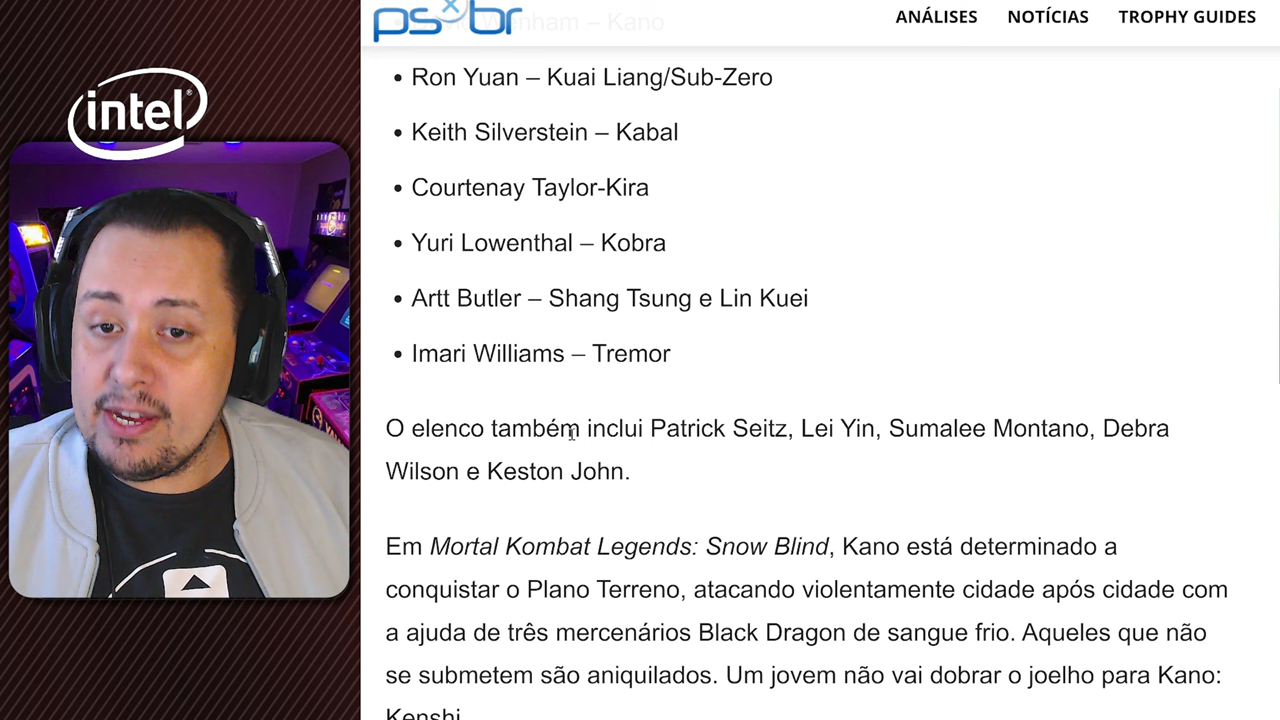 psxbr
ANÁLISES NOTÍCIAS TROPHY GUIDES
Wenham – Kano
intel
• Ron Yuan – Kuai Liang/Sub-Zero
• Keith Silverstein – Kabal
• Courtenay Taylor-Kira
• Yuri Lowenthal – Kobra
• Artt Butler – Shang Tsung e Lin Kuei
• Imari Williams – Tremor
O elenco também inclui Patrick Seitz, Lei Yin, Sumalee Montano, Debra
Wilson e Keston John.
Em Mortal Kombat Legends: Snow Blind, Kano está determinado a
conquistar o Plano Terreno, atacando violentamente cidade após cidade com
a ajuda de três mercenários Black Dragon de sangue frio. Aqueles que não
se submetem são aniquilados. Um jovem não vai dobrar o joelho para Kano:
Kenshi.